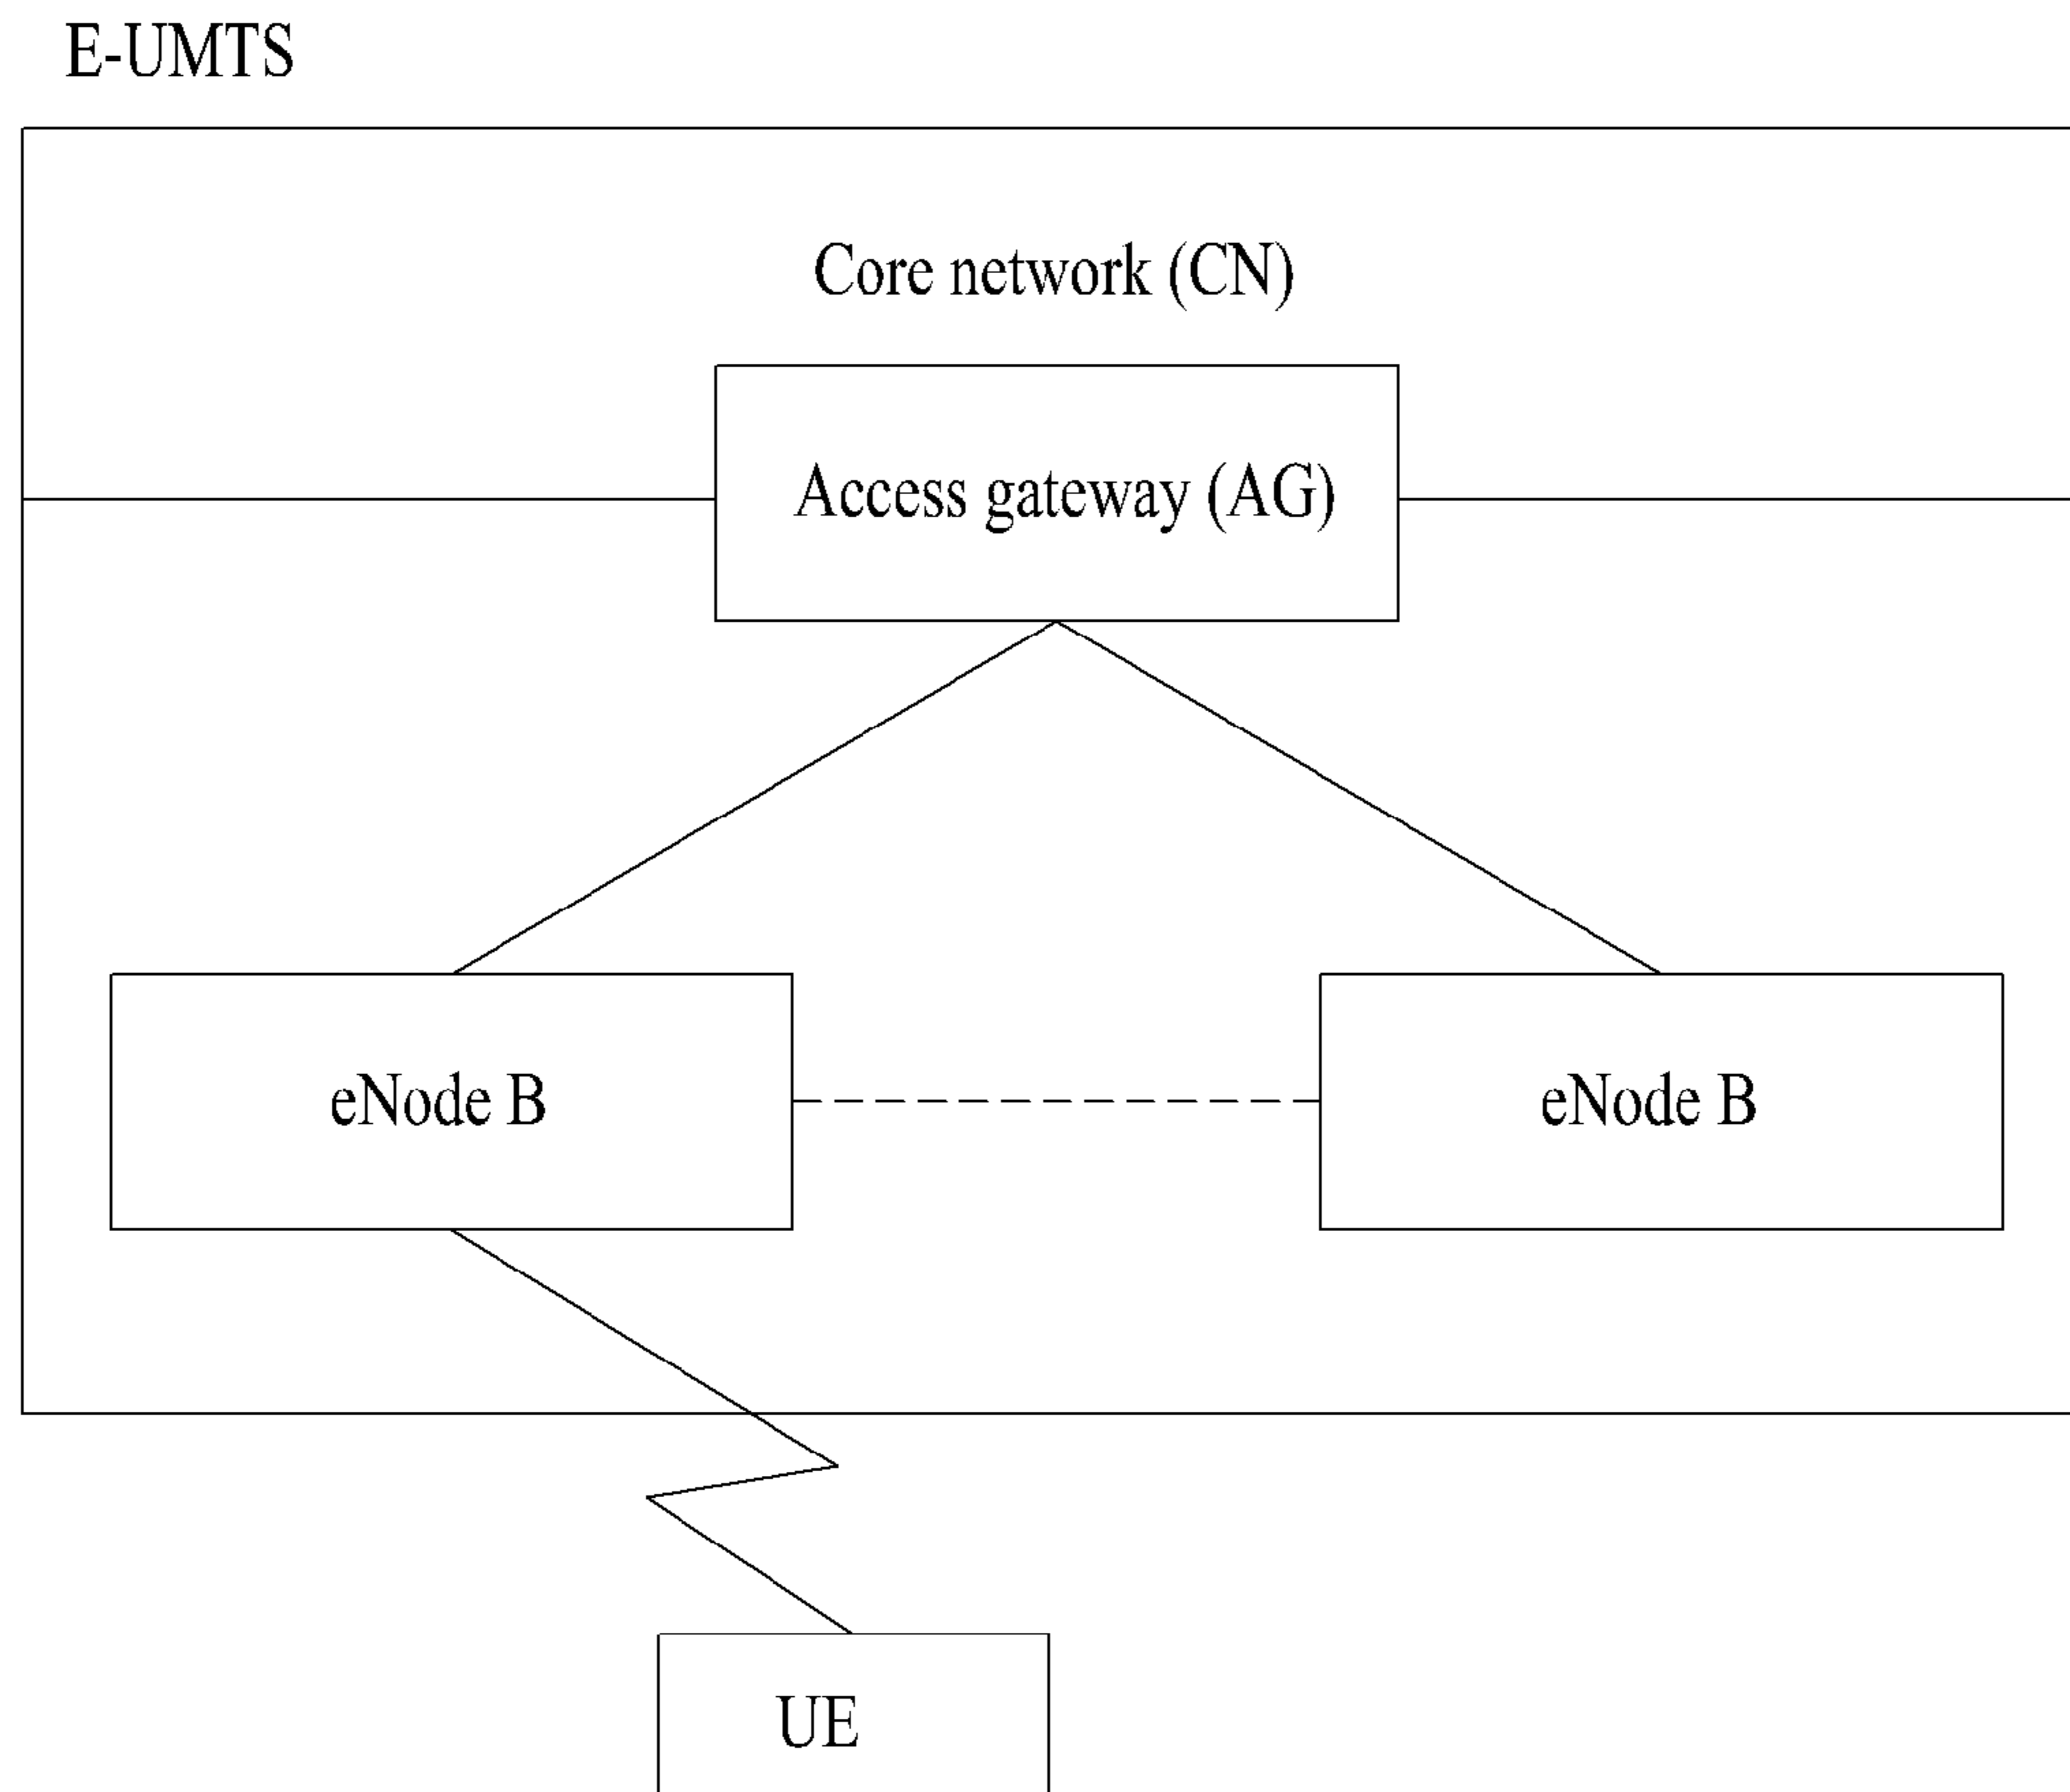 E-UMTS
Core network (CN)
Access gateway (AG)
eNode B
eNode B
UE